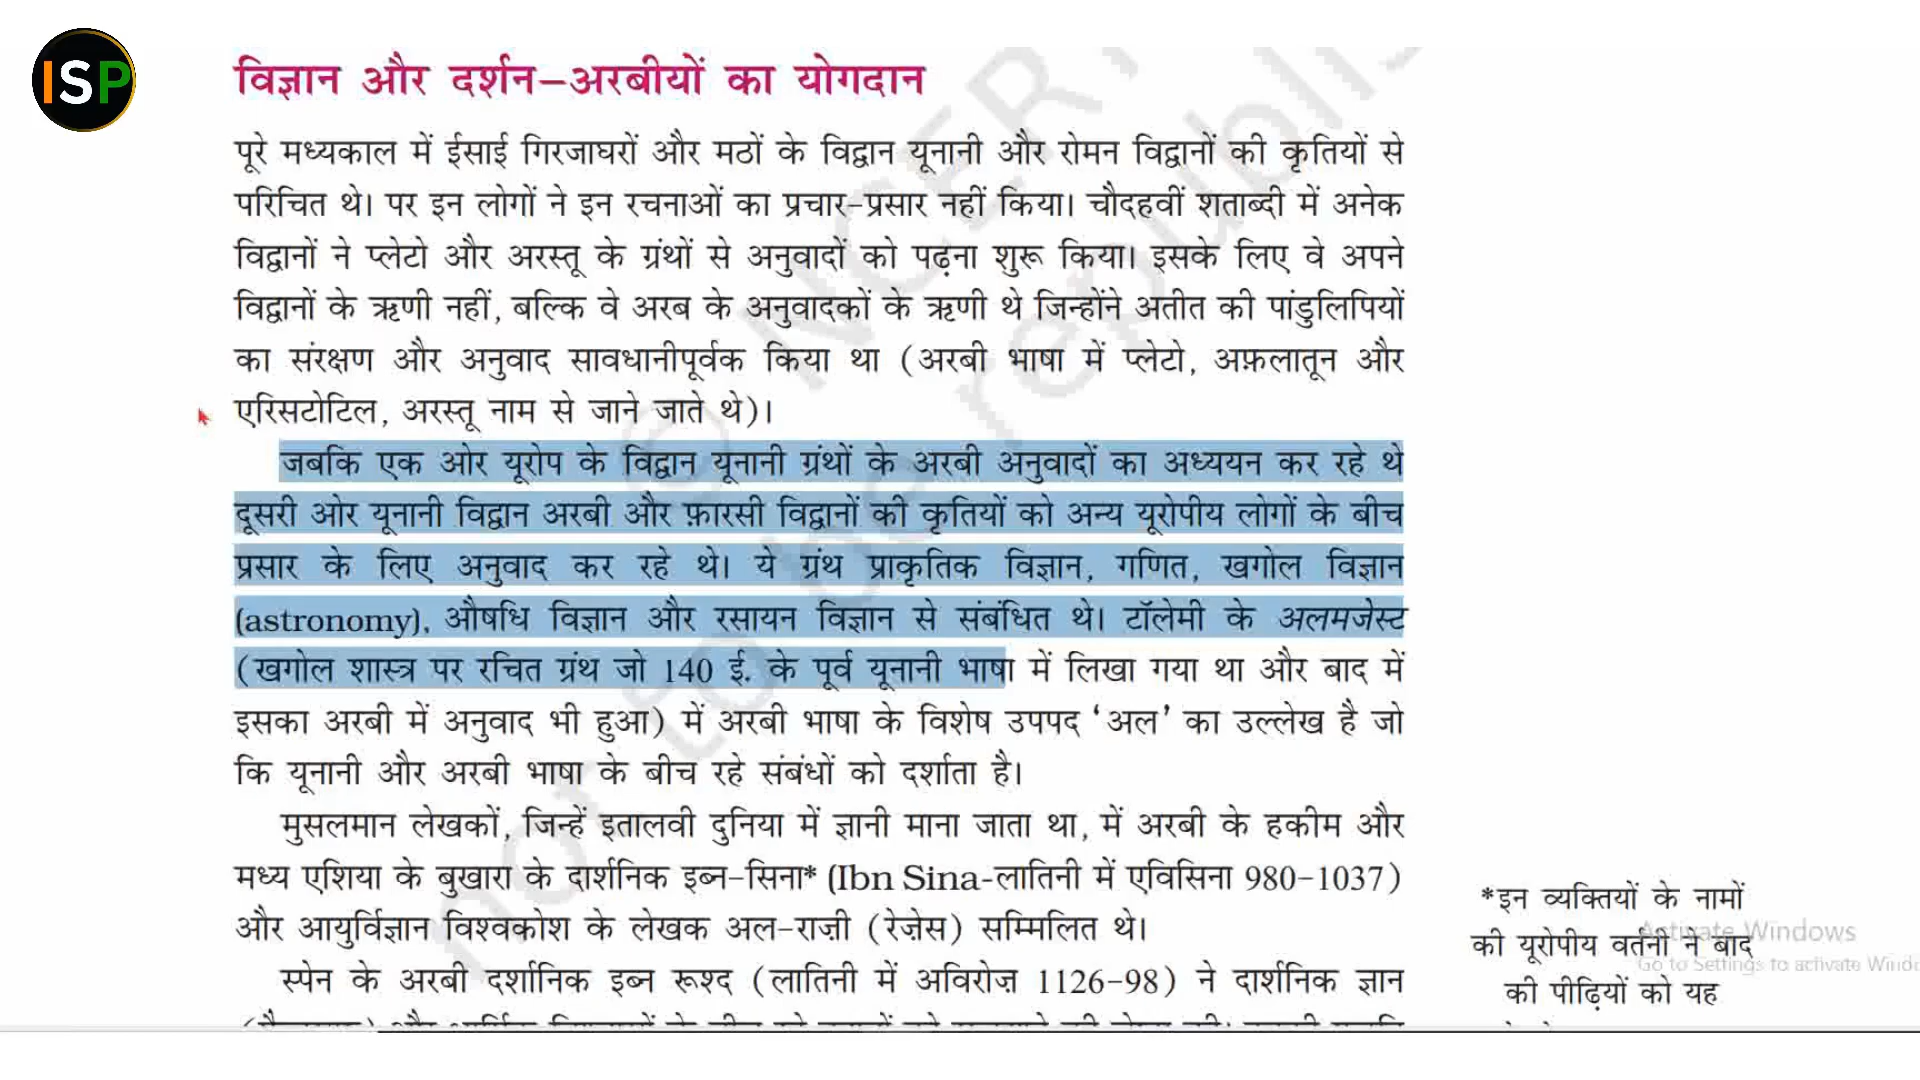 ISP
विज्ञान और दर्शन–अरबीयों का योगदान
पूरे मध्यकाल में ईसाई गिरजाघरों और मठों के विद्वान यूनानी और रोमन विद्वानों की कृतियों से
परिचित थे। पर इन लोगों ने इन रचनाओं का प्रचार-प्रसार नहीं किया। चौदहवीं शताब्दी में अनेक
विद्वानों ने प्लेटो और अरस्तू के ग्रंथों से अनुवादों को पढ़ना शुरू किया। इसके लिए वे अपने
विद्वानों के ऋणी नहीं, बल्कि वे अरब के अनुवादकों के ऋणी थे जिन्होंने अतीत की पांडुलिपियों
का संरक्षण और अनुवाद सावधानीपूर्वक किया था (अरबी भाषा में प्लेटो, अफ़लातून और
एरिसटोटिल, अरस्तू नाम से जाने जाते थे)।
जबकि एक ओर यूरोप के विद्वान यूनानी ग्रंथों के अरबी अनुवादों का अध्ययन कर रहे थे
दूसरी ओर यूनानी विद्वान अरबी और फ़ारसी विद्वानों की कृतियों को अन्य यूरोपीय लोगों के बीच
प्रसार के लिए अनुवाद कर रहे थे। ये ग्रंथ प्राकृतिक विज्ञान, गणित, खगोल विज्ञान
(astronomy), औषधि विज्ञान और रसायन विज्ञान से संबंधित थे। टॉलेमी के अलमजेस्ट
(खगोल शास्त्र पर रचित ग्रंथ जो 140 ई. के पूर्व यूनानी भाषा में लिखा गया था और बाद में
इसका अरबी में अनुवाद भी हुआ) में अरबी भाषा के विशेष उपपद ‘अल’ का उल्लेख है जो
कि यूनानी और अरबी भाषा के बीच रहे संबंधों को दर्शाता है।
मुसलमान लेखकों, जिन्हें इतालवी दुनिया में ज्ञानी माना जाता था, में अरबी के हकीम और
मध्य एशिया के बुखारा के दार्शनिक इब्न-सिना* (Ibn Sina-लातिनी में एविसिना 980-1037)
और आयुर्विज्ञान विश्वकोश के लेखक अल-राज़ी (रेज़ेस) सम्मिलित थे।
स्पेन के अरबी दर्शानिक इब्न रूश्द (लातिनी में अविरोज़ 1126-98) ने दार्शनिक ज्ञान
*इन व्यक्तियों के नामों
की यूरोपीय वर्तनी ने बाद
की पीढ़ियों को यह
Activate Windows
Go to Settings to activate Windo
© NCERT
not to be republi